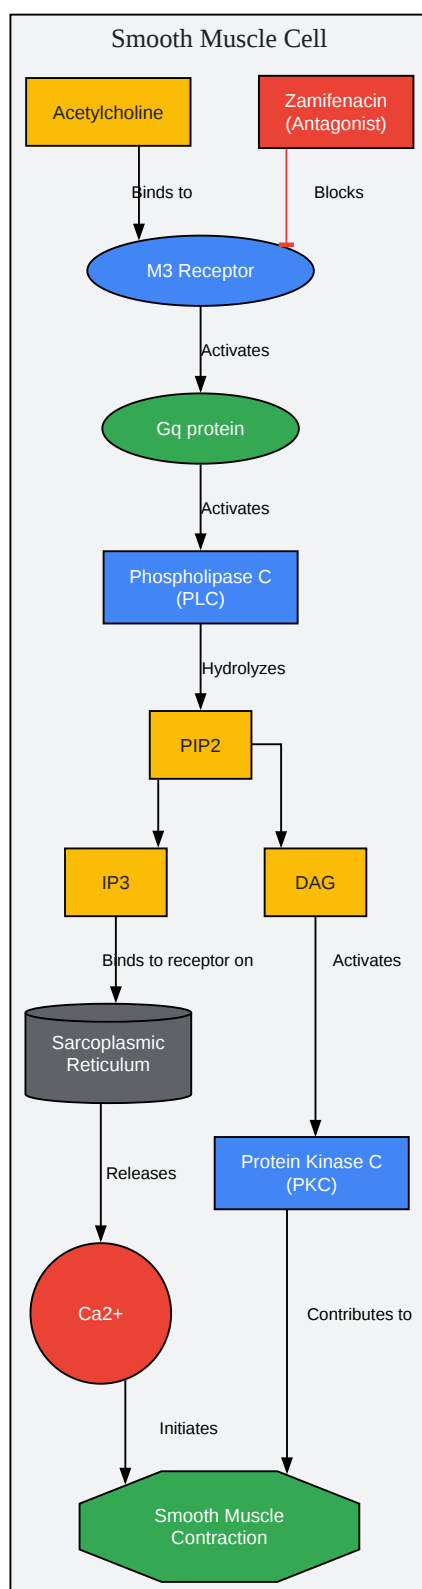 Smooth Muscle Cell
Acetylcholine
Zamifenacin
(Antagonist)
Binds to
Blocks
M3 Receptor
Activates
Gq protein
Activates
Phospholipase C
(PLC)
Hydrolyzes
PIP2
IP3
DAG
Binds to receptor on
Activates
Sarcoplasmic
Reticulum
Releases
Protein Kinase C
(PKC)
Ca2+
Contributes to
Initiates
Smooth Muscle
Contraction